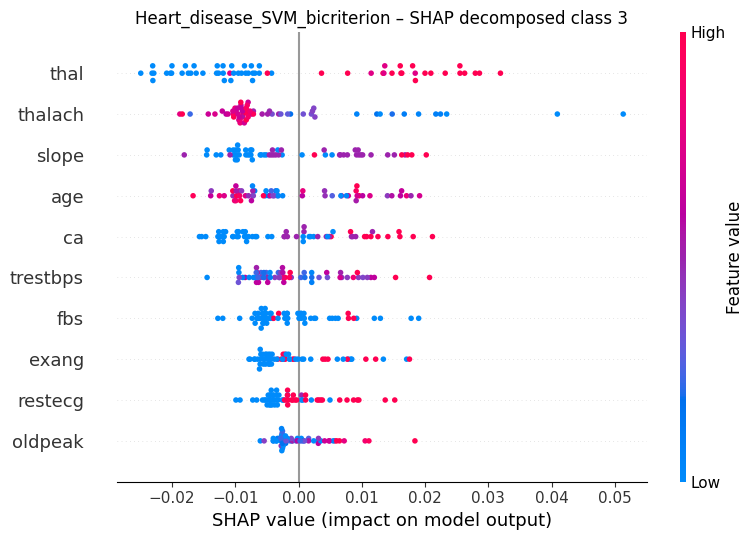 Heart_disease_SVM_bicriterion – SHAP decomposed class 3
High
thal
thalach
slope
age
ca
trestbps
fbs
exang
restecg
oldpeak
Feature value
Low
−0.02 −0.01 0.00 0.01 0.02 0.03 0.04 0.05
SHAP value (impact on model output)